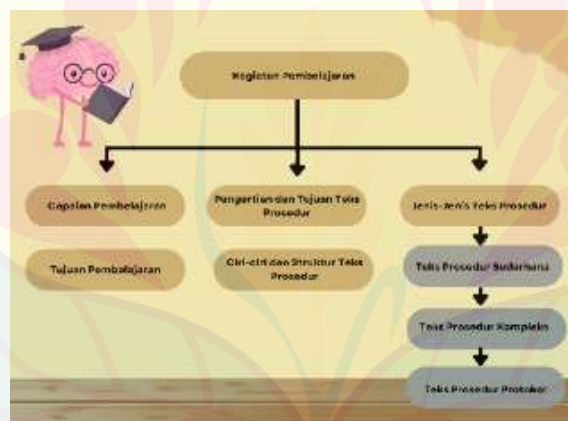 Kegiatan Pembelajaran
Capaian Pembelajaran
Pengertian dan Tujuan Teks
Prosedur
Jenis-Jenis Teks Prosedur
Tujuan Pembelajaran
Ciri-ciri dan Struktur Teks
Prosedur
Teks Prosedur Sederhana
Teks Prosedur Kompleks
Teks Prosedur Protokol